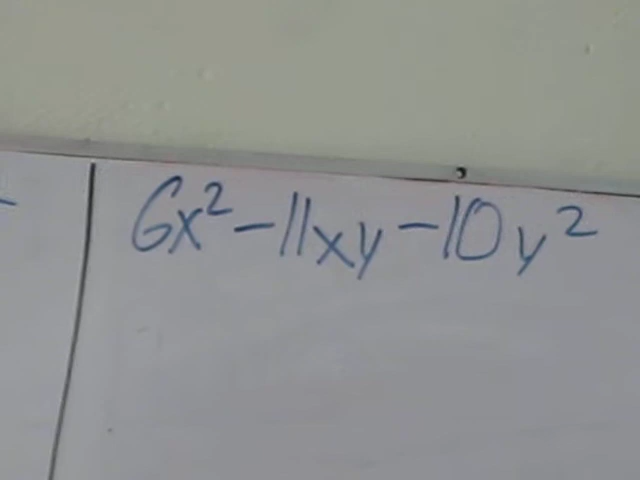 6x² - 11xy - 10y²